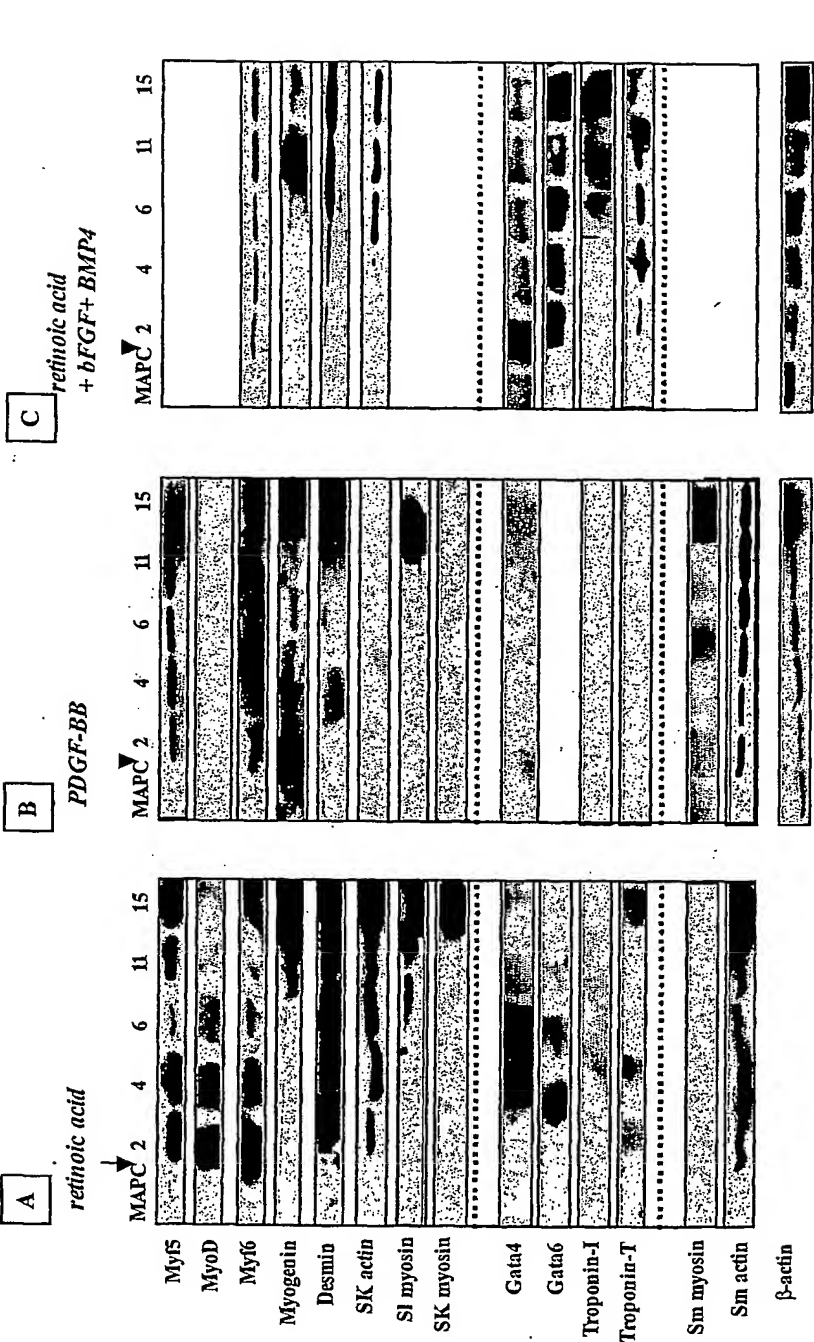 A
retinoic acid
MAPC 2 4 6 11 15
B
PDGF-BB
MAPC 2 4 6 11 15
C
retinoic acid
+ bFGF+ BMP4
MAPC 2 4 6 11 15
Myf5
MyoD
Myf6
Myogenin
Desmin
SK actin
Sl myosin
SK myosin
Gata4
Gata6
Troponin-I
Troponin-T
Sm myosin
Sm actin
β-actin